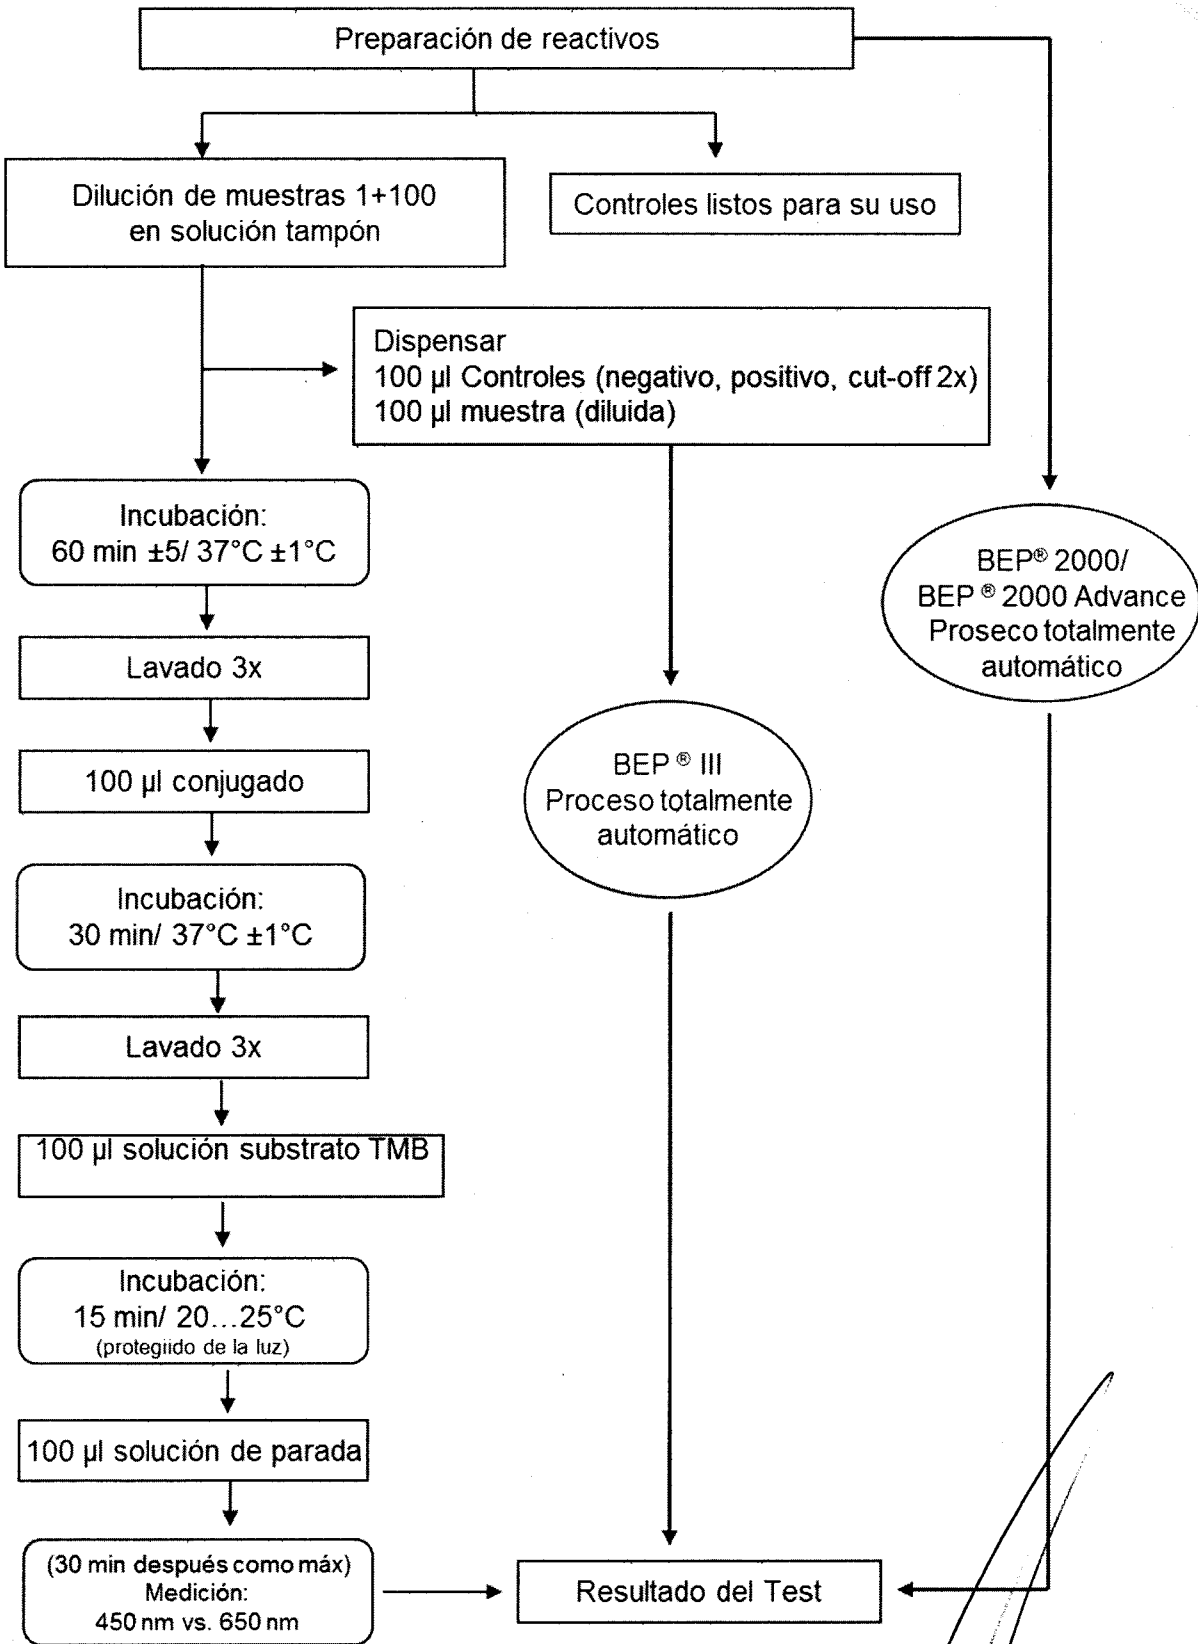 Preparación de reactivos
Dilución de muestras 1+100
en solución tampón
Controles listos para su uso
Dispensar
100 µl Controles (negativo, positivo, cut-off 2x)
100 µl muestra (diluida)
Incubación:
60 min ±5/ 37°C ±1°C
Lavado 3x
100 µl conjugado
Incubación:
30 min/ 37°C ±1°C
Lavado 3x
100 µl solución substrato TMB
Incubación:
15 min/ 20...25°C
(protegiido de la luz)
100 µl solución de parada
(30 min después como máx)
Medición:
450 nm vs. 650 nm
BEP ® III
Proceso totalmente
automático
BEP® 2000/
BEP ® 2000 Advance
Proseco totalmente
automático
Resultado del Test